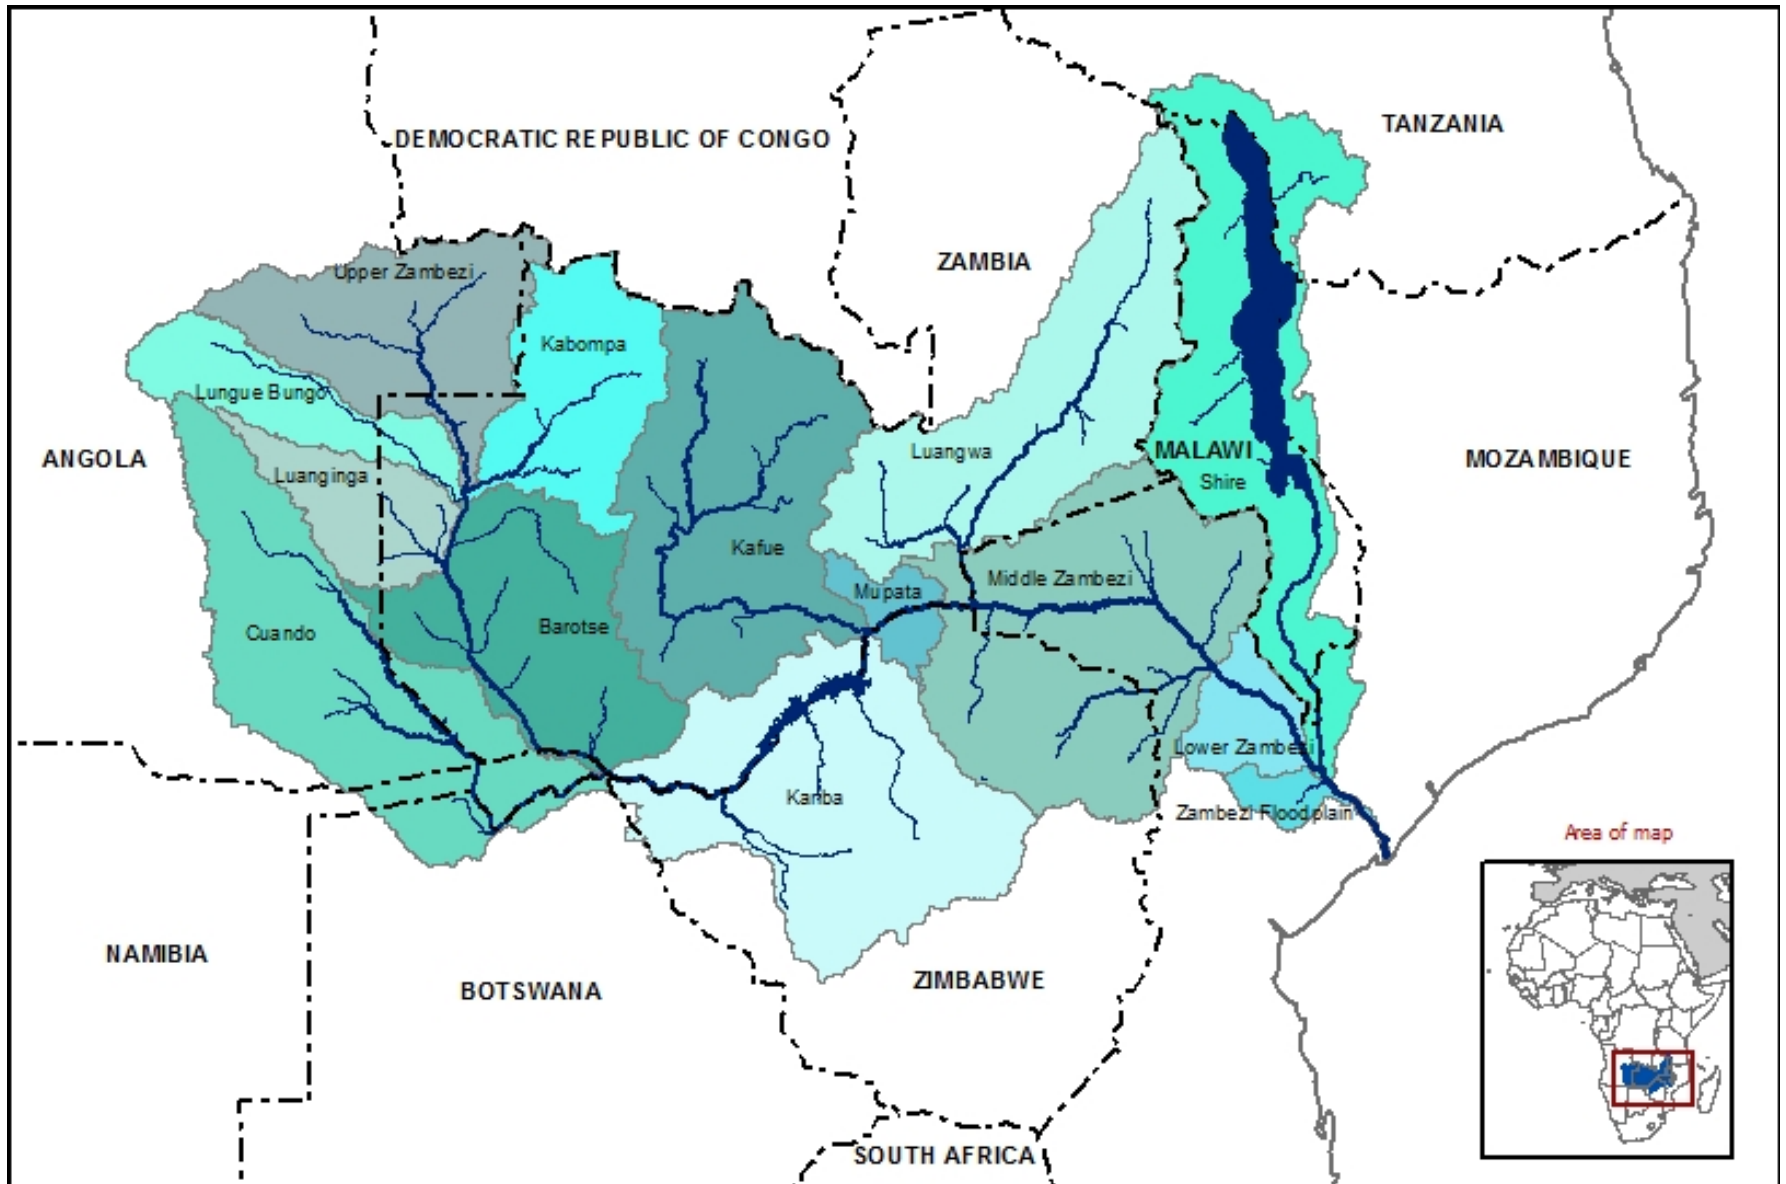 TANZANIA
DEMOCRATIC REPUBLIC OF CONGO
ZAMBIA
Upper Zambezi
Kabompa
Lungue Bungo
Luangwa
MALAWI
ANGOLA
MOZAMBIQUE
Luanginga
Shire
Kafue
Middle Zambezi
Mupata
Cuando
Barotse
Lower Zambezi
Kariba
Zambezi Floodplain
Area of map
NAMIBIA
BOTSWANA
ZIMBABWE
SOUTH AFRICA